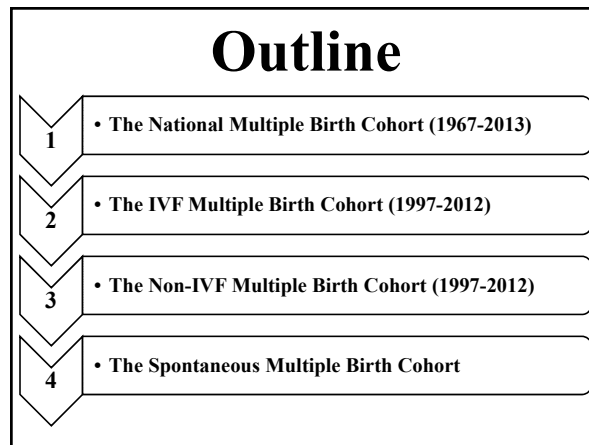 Outline
1
• The National Multiple Birth Cohort (1967-2013)
2
• The IVF Multiple Birth Cohort (1997-2012)
3
• The Non-IVF Multiple Birth Cohort (1997-2012)
4
• The Spontaneous Multiple Birth Cohort